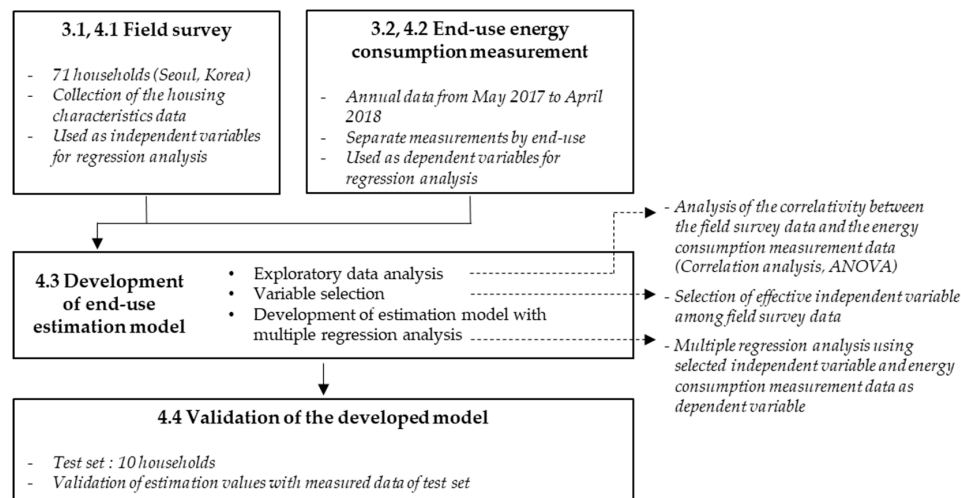 3.1, 4.1 Field survey
- 71 households (Seoul, Korea)
- Collection of the housing
characteristics data
- Used as independent variables
for regression analysis
3.2, 4.2 End-use energy
consumption measurement
- Annual data from May 2017 to April
2018
- Separate measurements by end-use
- Used as dependent variables for
regression analysis
4.3 Development
of end-use
estimation model
• Exploratory data analysis
• Variable selection
• Development of estimation model with
multiple regression analysis
- Analysis of the correlativity between
the field survey data and the energy
consumption measurement data
(Correlation analysis, ANOVA)
- Selection of effective independent variable
among field survey data
- Multiple regression analysis using
selected independent variable and energy
consumption measurement data as
dependent variable
4.4 Validation of the developed model
- Test set : 10 households
- Validation of estimation values with measured data of test set